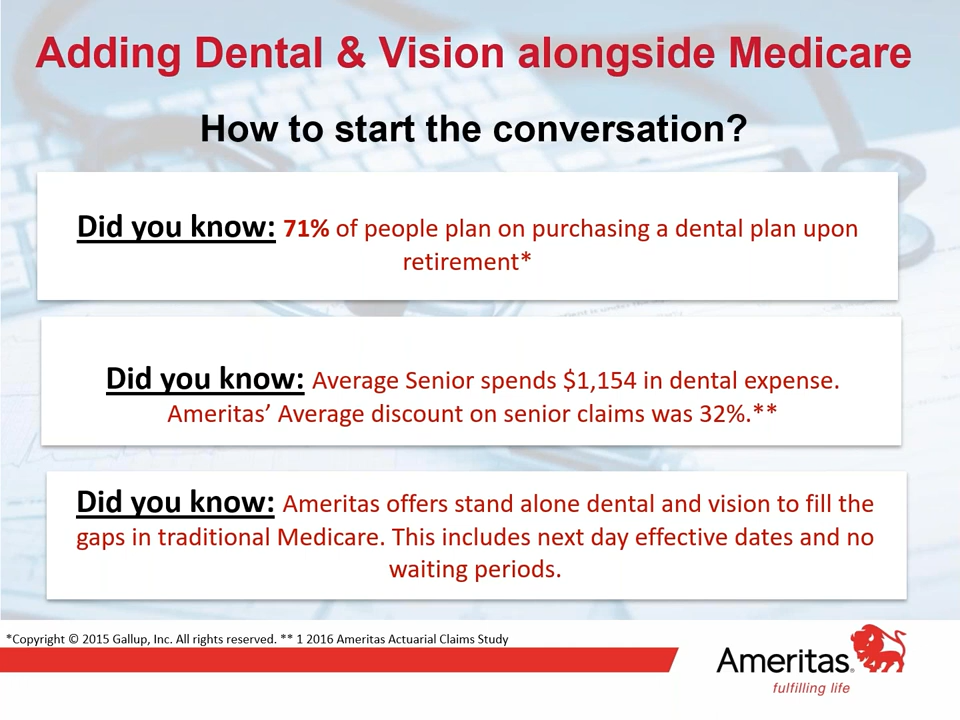 Adding Dental & Vision alongside Medicare
How to start the conversation?
Did you know: 71% of people plan on purchasing a dental plan upon
retirement*
Did you know: Average Senior spends $1,154 in dental expense.
Ameritas’ Average discount on senior claims was 32%.**
Did you know: Ameritas offers stand alone dental and vision to fill the
gaps in traditional Medicare. This includes next day effective dates and no
waiting periods.
*Copyright © 2015 Gallup, Inc. All rights reserved. ** 1 2016 Ameritas Actuarial Claims Study
Ameritas®
fulfilling life